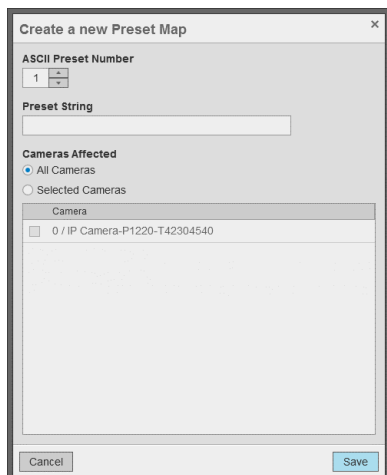 Create a new Preset Map ×
ASCII Preset Number
1
Preset String
Cameras Affected
All Cameras
Selected Cameras
Camera
0 / IP Camera-P1220-T42304540
Cancel Save